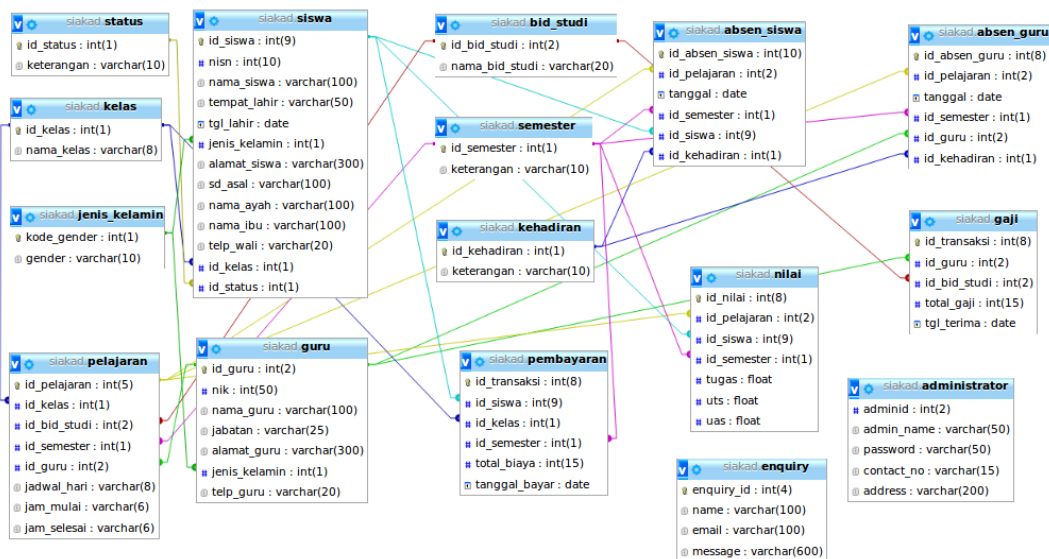 siakad status
id_status : int(1)
keterangan : varchar(10)
siakad kelas
id_kelas : int(1)
nama_kelas : varchar(8)
siakad jenis_kelamin
kode_gender : int(1)
gender : varchar(10)
siakad pelajaran
id_pelajaran : int(5)
id_kelas : int(1)
id_bid_studi : int(2)
id_semester : int(1)
id_guru : int(2)
jadwal_hari : varchar(8)
jam_mulai : varchar(6)
jam_selesai : varchar(6)
siakad siswa
id_siswa : int(9)
nisn : int(10)
nama_siswa : varchar(100)
tempat_lahir : varchar(50)
tgl_lahir : date
jenis_kelamin : int(1)
alamat_siswa : varchar(300)
sd_asal : varchar(100)
nama_ayah : varchar(100)
nama_ibu : varchar(100)
telp_wali : varchar(20)
id_kelas : int(1)
id_status : int(1)
siakad guru
id_guru : int(2)
nik : int(50)
nama_guru : varchar(100)
jabatan : varchar(25)
alamat_guru : varchar(300)
jenis_kelamin : int(1)
telp_guru : varchar(20)
siakad bid_studi
id_bid_studi : int(2)
nama_bid_studi : varchar(20)
siakad semester
id_semester : int(1)
keterangan : varchar(10)
siakad kehadiran
id_kehadiran : int(1)
keterangan : varchar(10)
siakad pembayaran
id_transaksi : int(8)
id_siswa : int(9)
id_kelas : int(1)
id_semester : int(1)
total_biaya : int(15)
tanggal_bayar : date
siakad absen_siswa
id_absen_siswa : int(10)
id_pelajaran : int(2)
tanggal : date
id_semester : int(1)
id_siswa : int(9)
id_kehadiran : int(1)
siakad nilai
id_nilai : int(8)
id_pelajaran : int(2)
id_siswa : int(9)
id_semester : int(1)
tugas : float
uts : float
uas : float
siakad enquiry
enquiry_id : int(4)
name : varchar(100)
email : varchar(100)
message : varchar(600)
siakad absen_guru
id_absen_guru : int(8)
id_pelajaran : int(2)
tanggal : date
id_semester : int(1)
id_guru : int(2)
id_kehadiran : int(1)
siakad gaji
id_transaksi : int(8)
id_guru : int(2)
id_bid_studi : int(2)
total_gaji : int(15)
tgl_terima : date
siakad administrator
adminid : int(2)
admin_name : varchar(50)
password : varchar(50)
contact_no : varchar(15)
address : varchar(200)